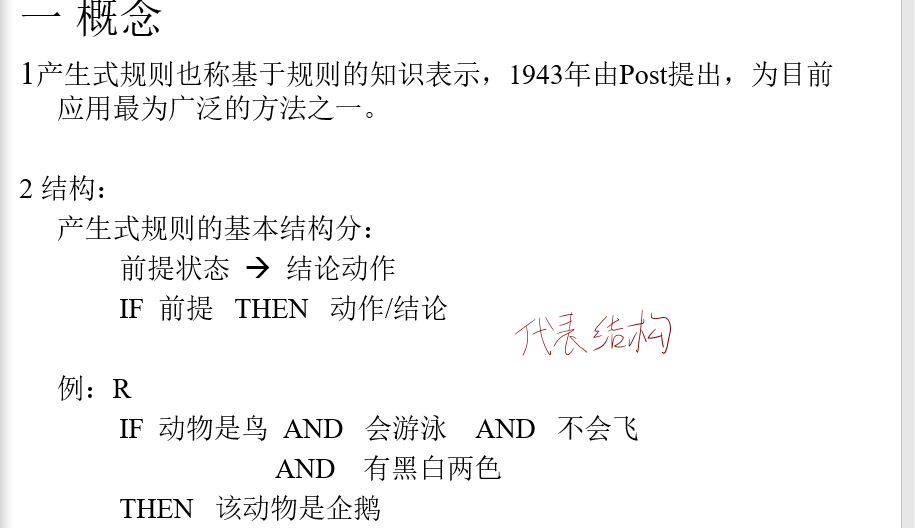 一 概念
1产生式规则也称基于规则的知识表示，1943年由Post提出，为目前
应用最为广泛的方法之一。
2 结构：
产生式规则的基本结构分：
前提状态 → 结论动作
IF 前提 THEN 动作/结论
代表结构
例：R
IF 动物是鸟 AND 会游泳 AND 不会飞
AND 有黑白两色
THEN 该动物是企鹅